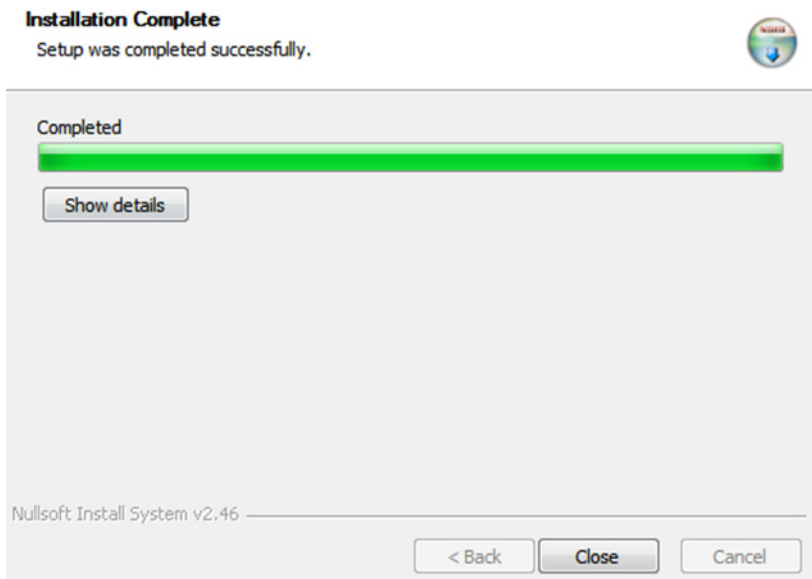 Installation Complete
Setup was completed successfully.
Completed
Show details
Nullsoft Install System v2.46
< Back Close Cancel